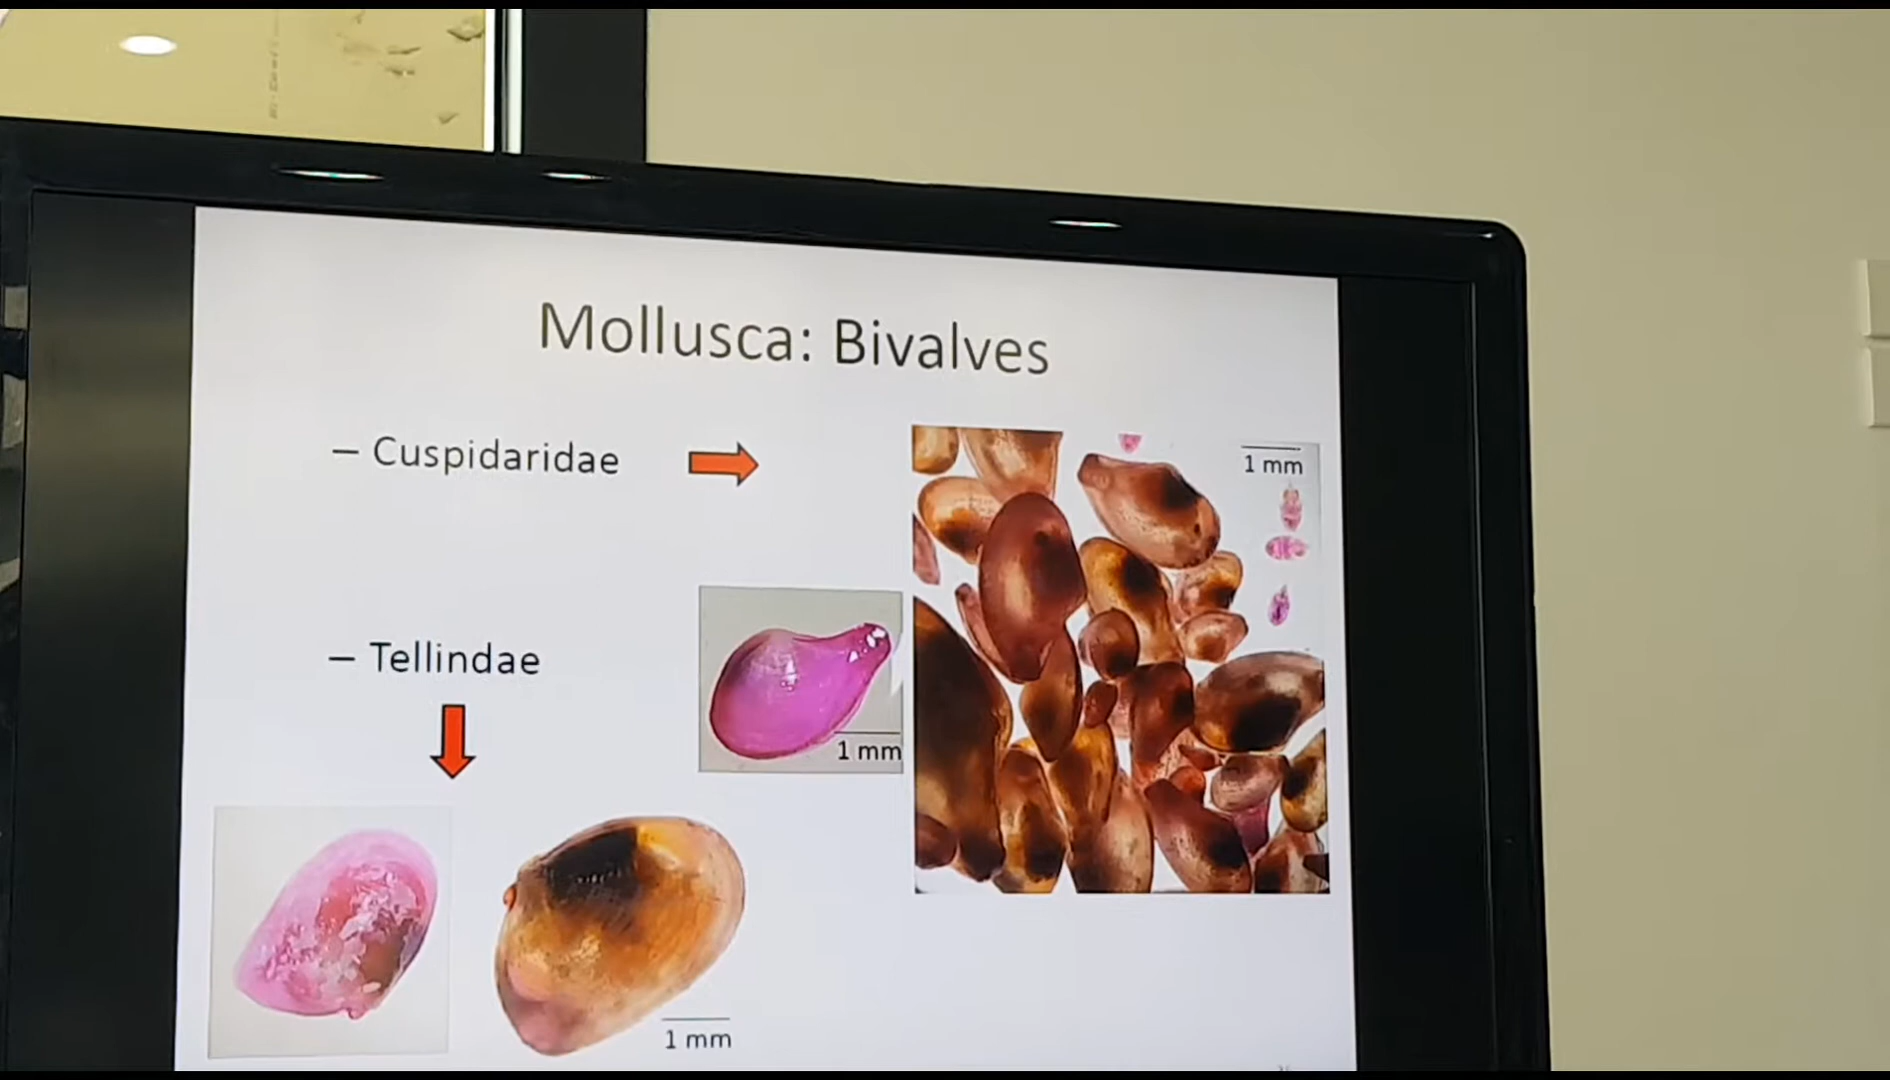 Mollusca: Bivalves
– Cuspidaridae
1 mm
– Tellindae
1 mm
1 mm